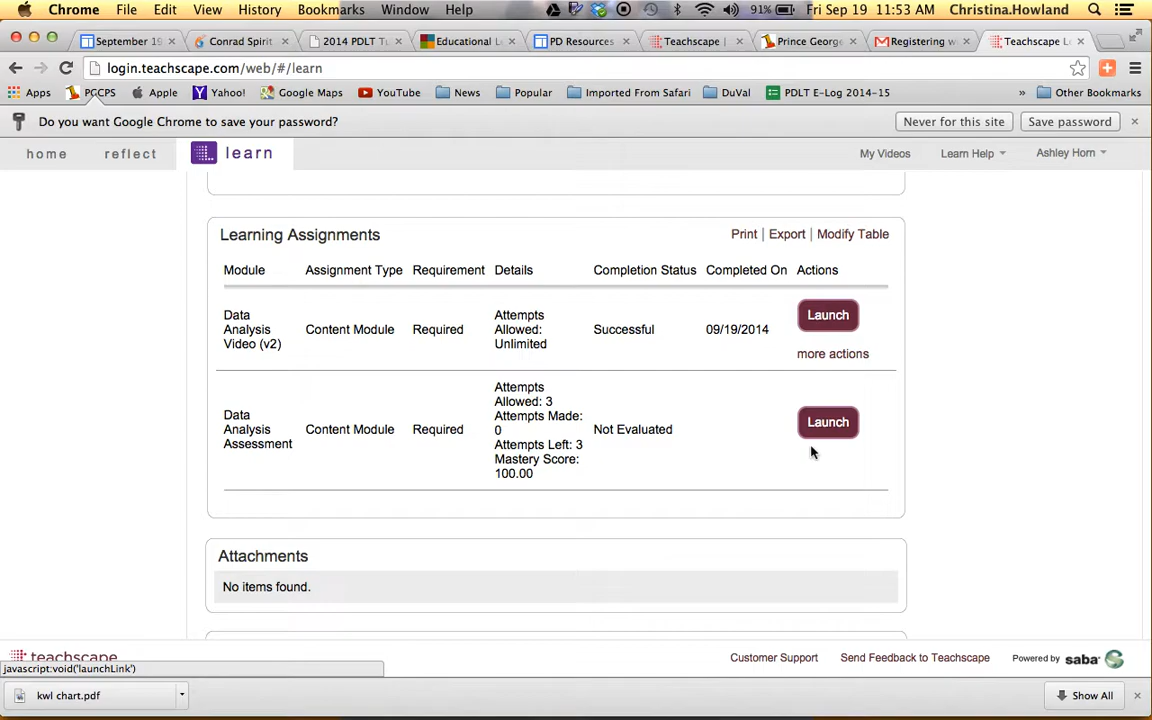 Chrome File Edit View History Bookmarks Window Help 91% Fri Sep 19 11:53 AM Christina.Howland
September 19 Conrad Spirit 2014 PDLT Tu Educational L PD Resources Teachscape | Prince George Registering w Teachscape Le
login.teachscape.com/web/#/learn
Apps PGCPS Apple Yahoo! Google Maps YouTube News Popular Imported From Safari DuVal PDLT E-Log 2014-15 » Other Bookmarks
Do you want Google Chrome to save your password? Never for this site Save password
home reflect learn My Videos Learn Help Ashley Horn
Learning Assignments Print | Export | Modify Table
Module Assignment Type Requirement Details Completion Status Completed On Actions
Data Analysis Video (v2) Content Module Required Attempts Allowed: Unlimited Successful 09/19/2014 Launch
more actions
Data Analysis Assessment Content Module Required Attempts Allowed: 3 Attempts Made: 0 Attempts Left: 3 Mastery Score: 100.00 Not Evaluated Launch
Attachments
No items found.
teachscape Customer Support Send Feedback to Teachscape Powered by saba
javascript:void('launchLink')
kwl chart.pdf Show All